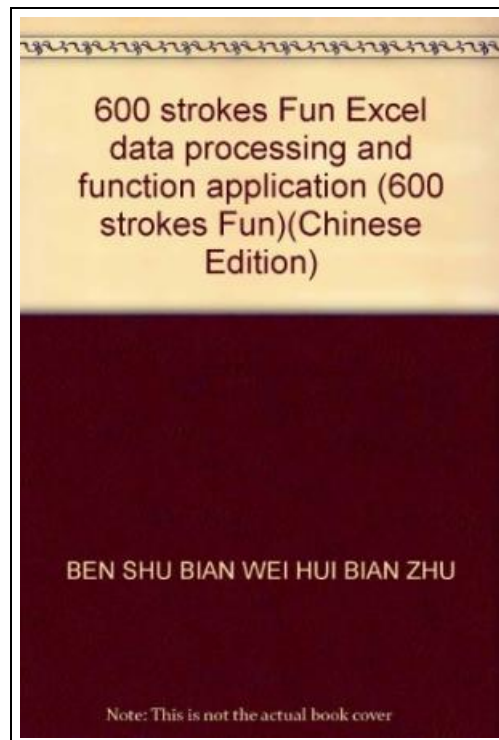 600 strokes Fun Excel
data processing and
function application (600
strokes Fun)(Chinese
Edition)
BEN SHU BIAN WEI HUI BIAN ZHU
Note: This is not the actual book cover